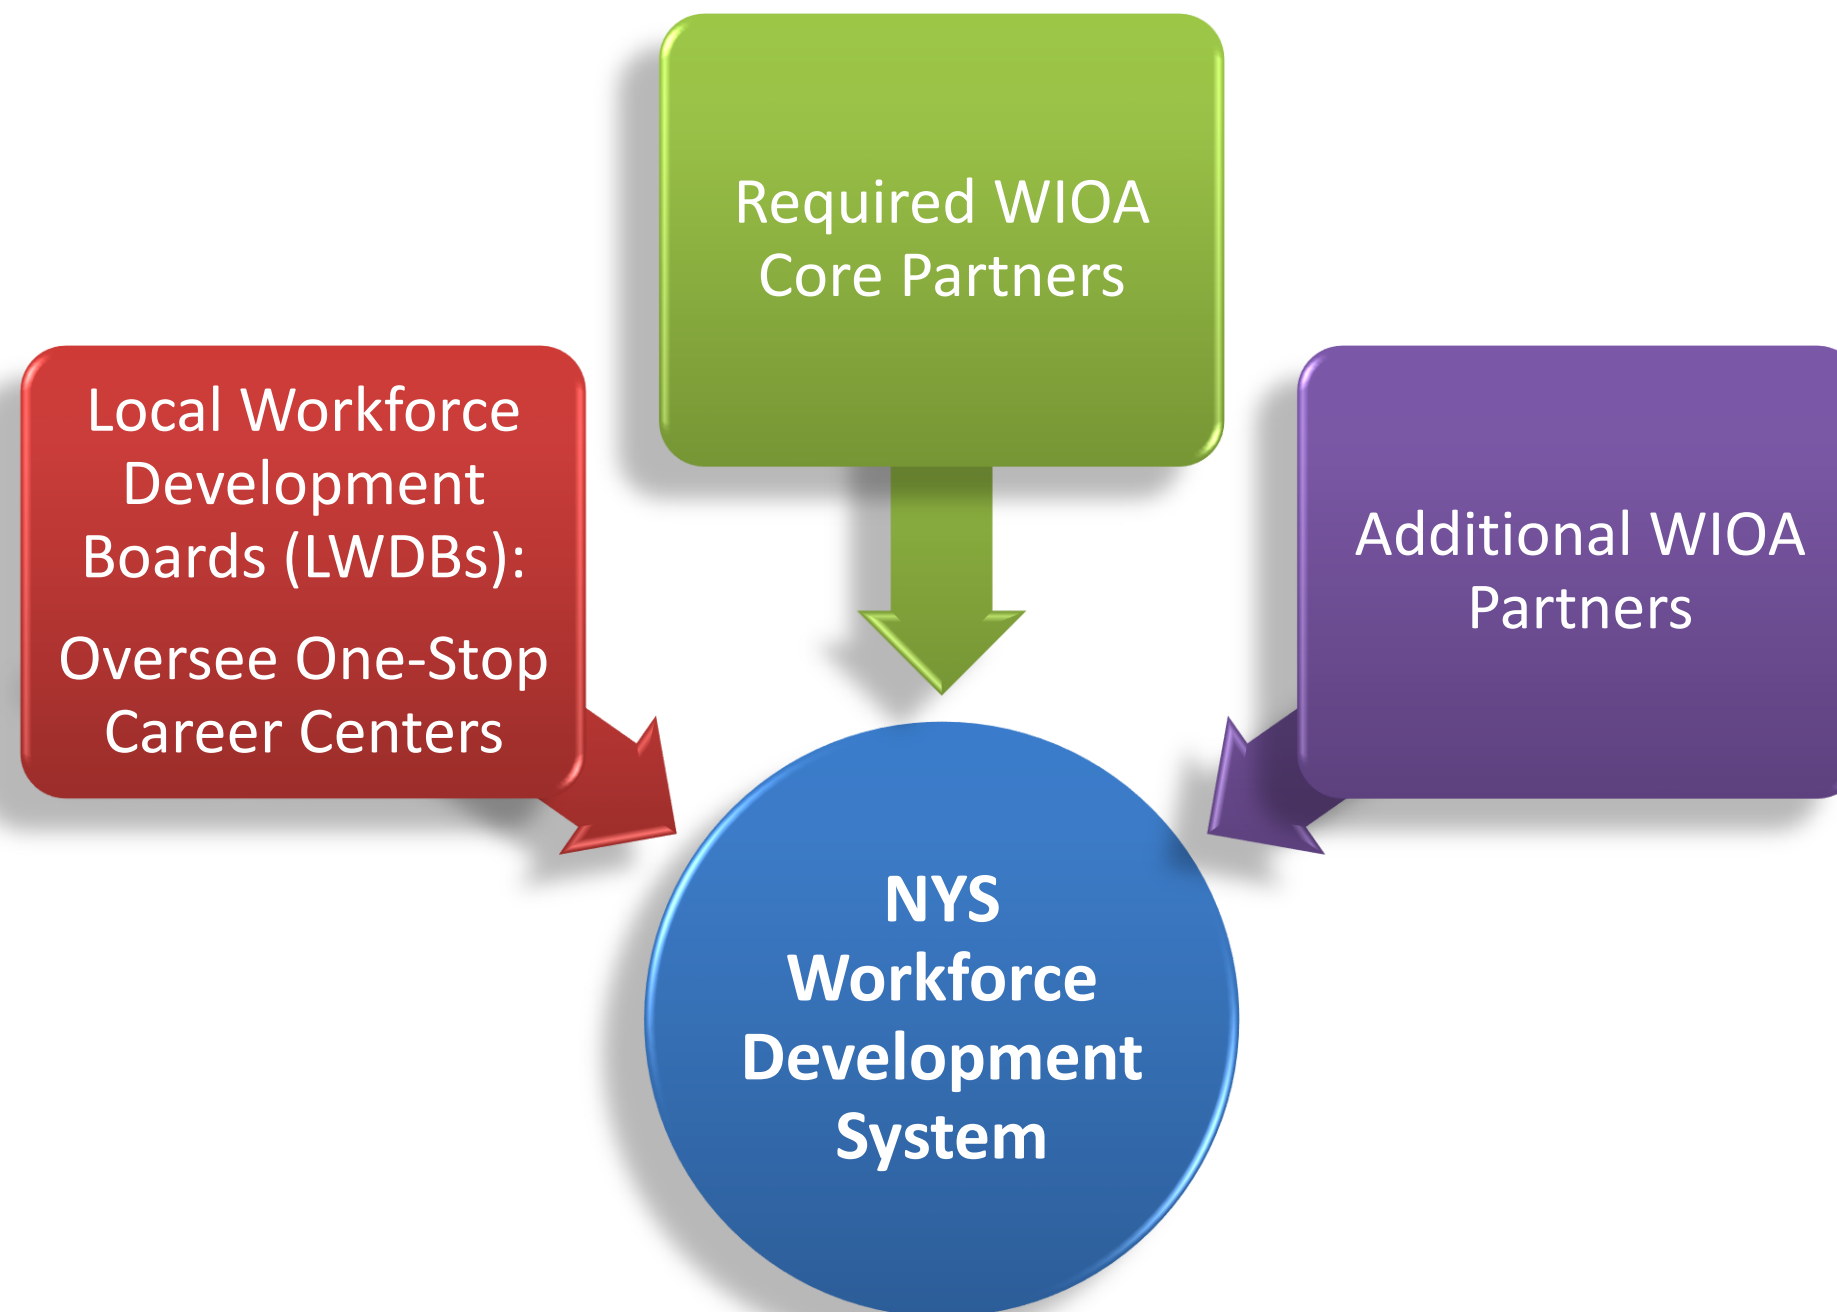 Required WIOA
Core Partners
Local Workforce
Development
Boards (LWDBs):
Oversee One-Stop
Career Centers
Additional WIOA
Partners
NYS
Workforce
Development
System